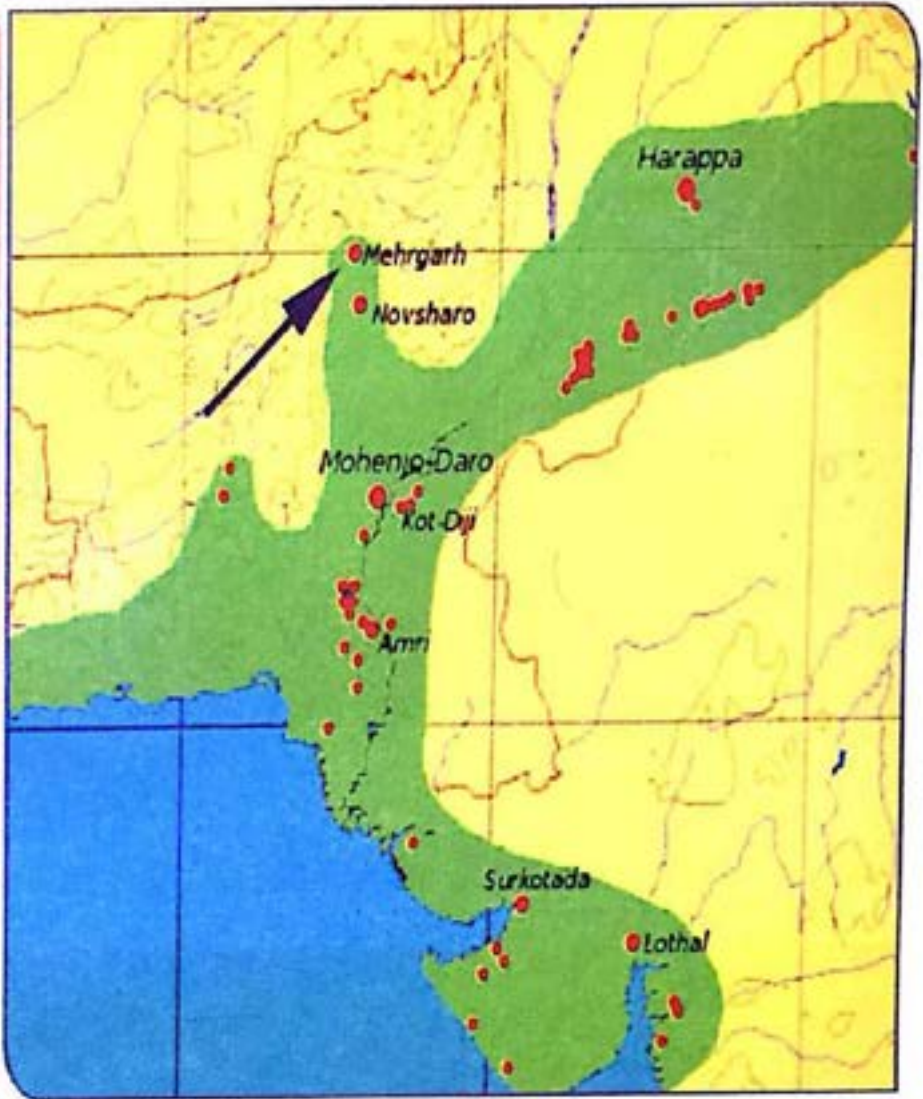 Harappa
Mehrgarh
Novsharo
Mohenjo-Daro
Kot-Diji
Amri
Surkotada
Lothal